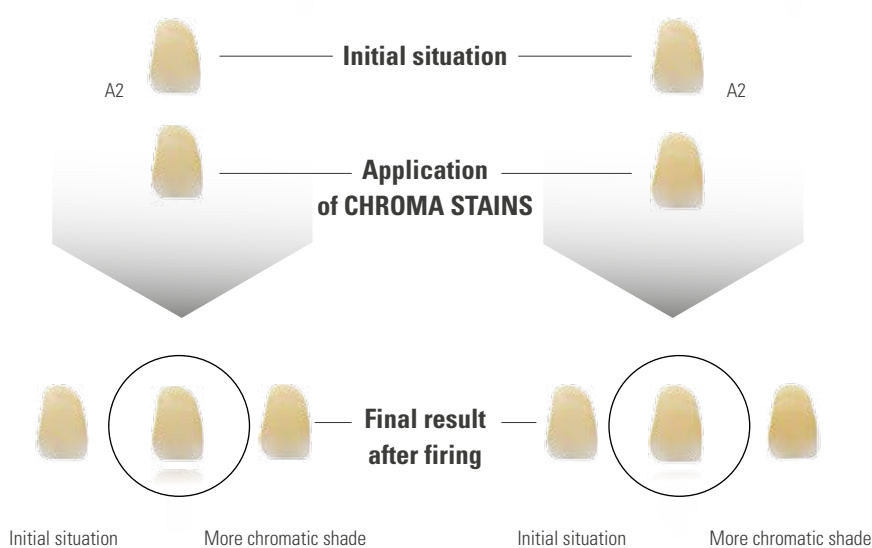 Initial situation
A2
A2
Application
of CHROMA STAINS
Final result
after firing
Initial situation
More chromatic shade
Initial situation
More chromatic shade